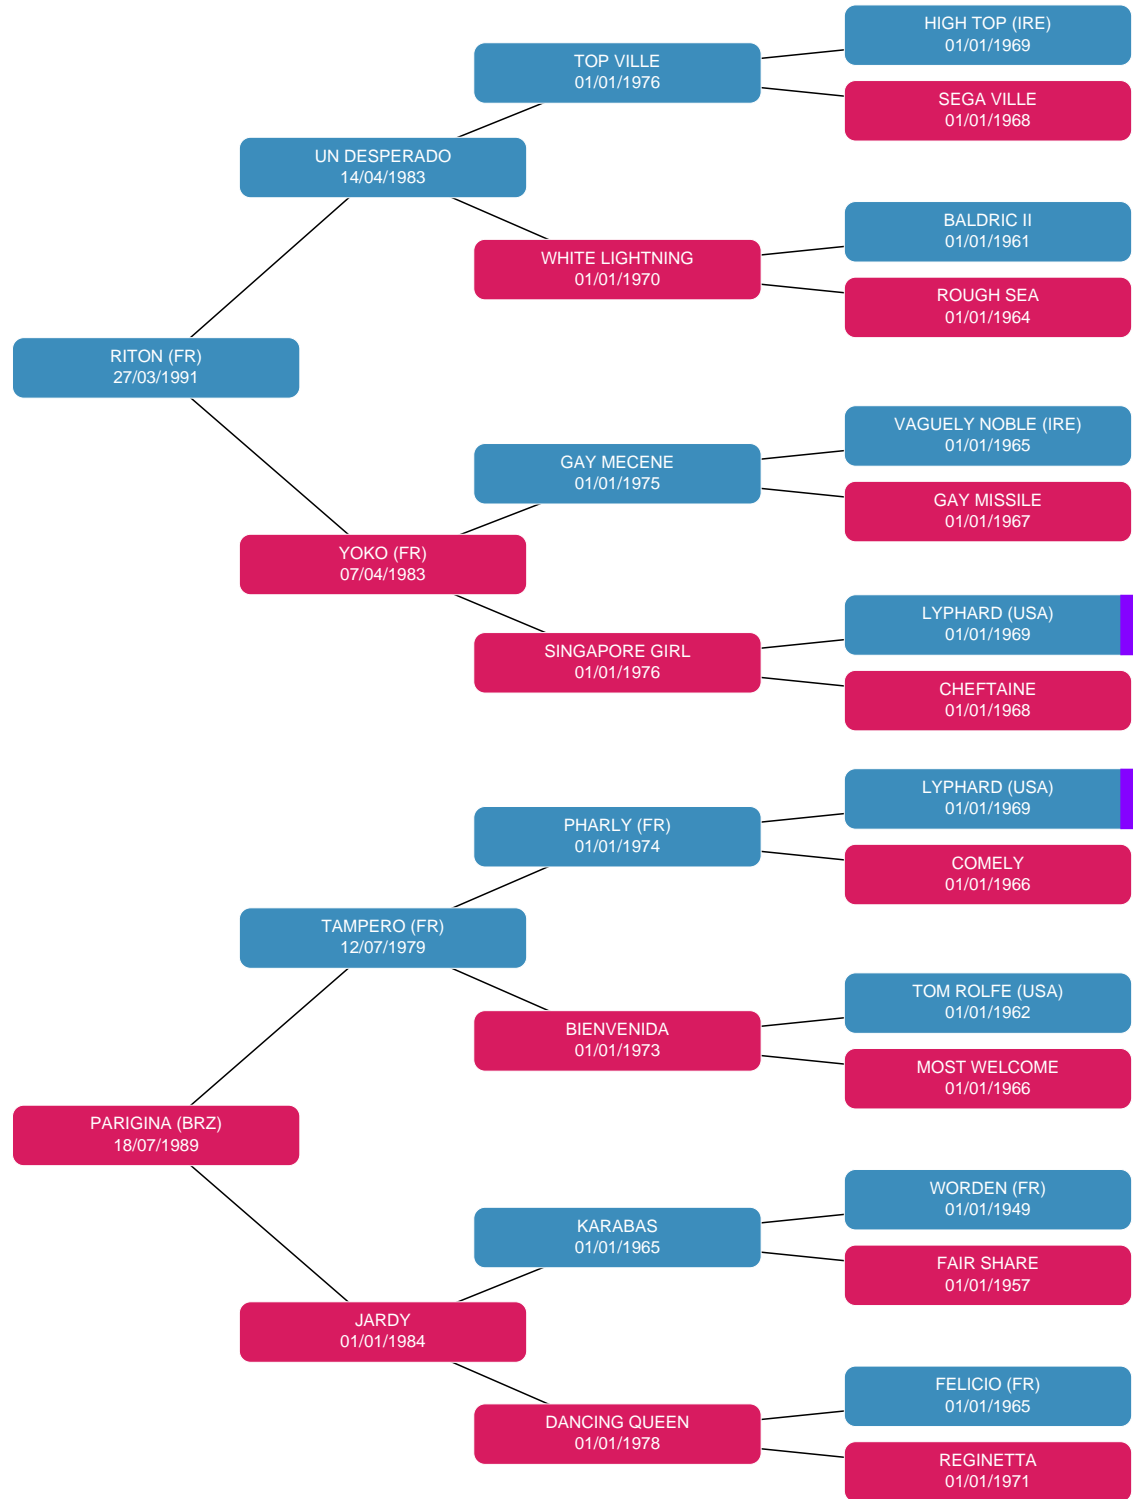 HIGH TOP (IRE)
01/01/1969
TOP VILLE
01/01/1976
SEGA VILLE
01/01/1968
UN DESPERADO
14/04/1983
BALDRIC II
01/01/1961
WHITE LIGHTNING
01/01/1970
ROUGH SEA
01/01/1964
RITON (FR)
27/03/1991
VAGUELY NOBLE (IRE)
01/01/1965
GAY MECENE
01/01/1975
GAY MISSILE
01/01/1967
YOKO (FR)
07/04/1983
LYPHARD (USA)
01/01/1969
SINGAPORE GIRL
01/01/1976
CHEFTAINE
01/01/1968
LYPHARD (USA)
01/01/1969
PHARLY (FR)
01/01/1974
COMELY
01/01/1966
TAMPERO (FR)
12/07/1979
TOM ROLFE (USA)
01/01/1962
BIENVENIDA
01/01/1973
MOST WELCOME
01/01/1966
PARIGINA (BRZ)
18/07/1989
WORDEN (FR)
01/01/1949
KARABAS
01/01/1965
FAIR SHARE
01/01/1957
JARDY
01/01/1984
FELICIO (FR)
01/01/1965
DANCING QUEEN
01/01/1978
REGINETTA
01/01/1971